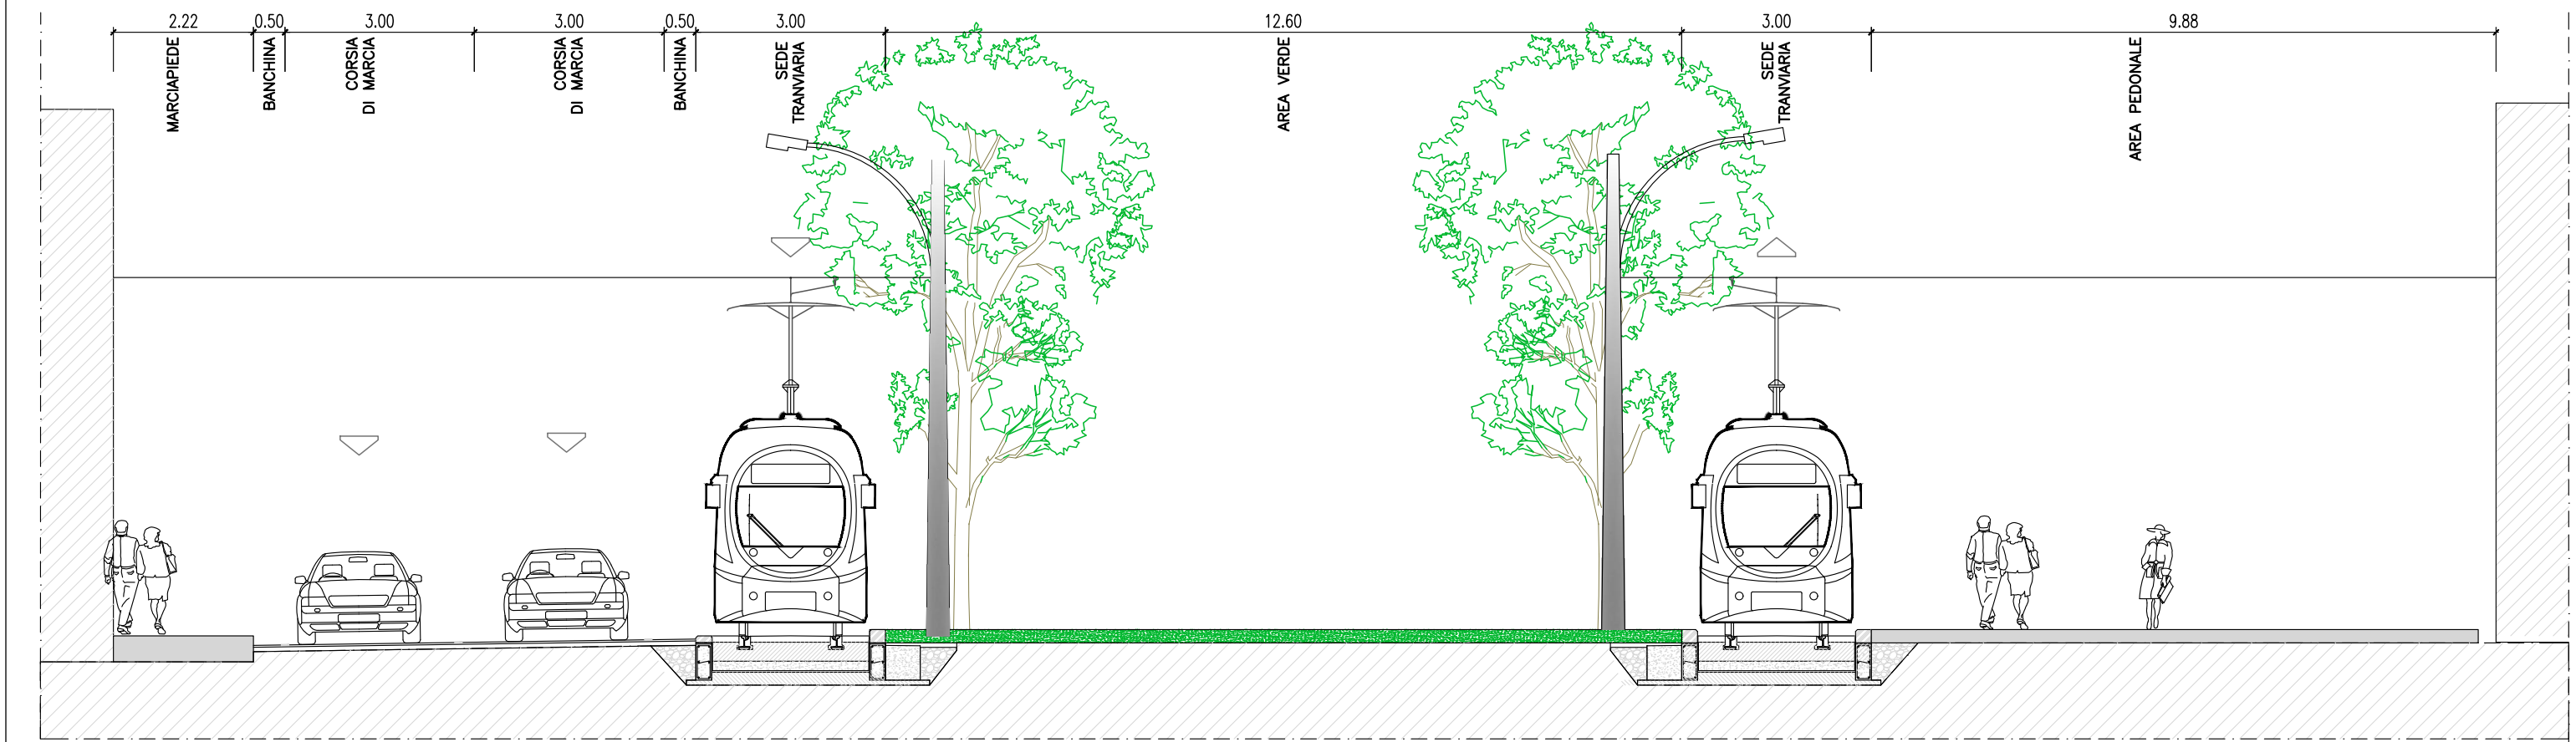 2.22
0.50
3.00
3.00
0.50
3.00
12.60
3.00
9.88
MARCIAPIEDE
BANCHINA
CORSIA
DI MARCIA
CORSIA
DI MARCIA
BANCHINA
SEDE
TRANVIARIA
AREA VERDE
SEDE
TRANVIARIA
AREA PEDONALE